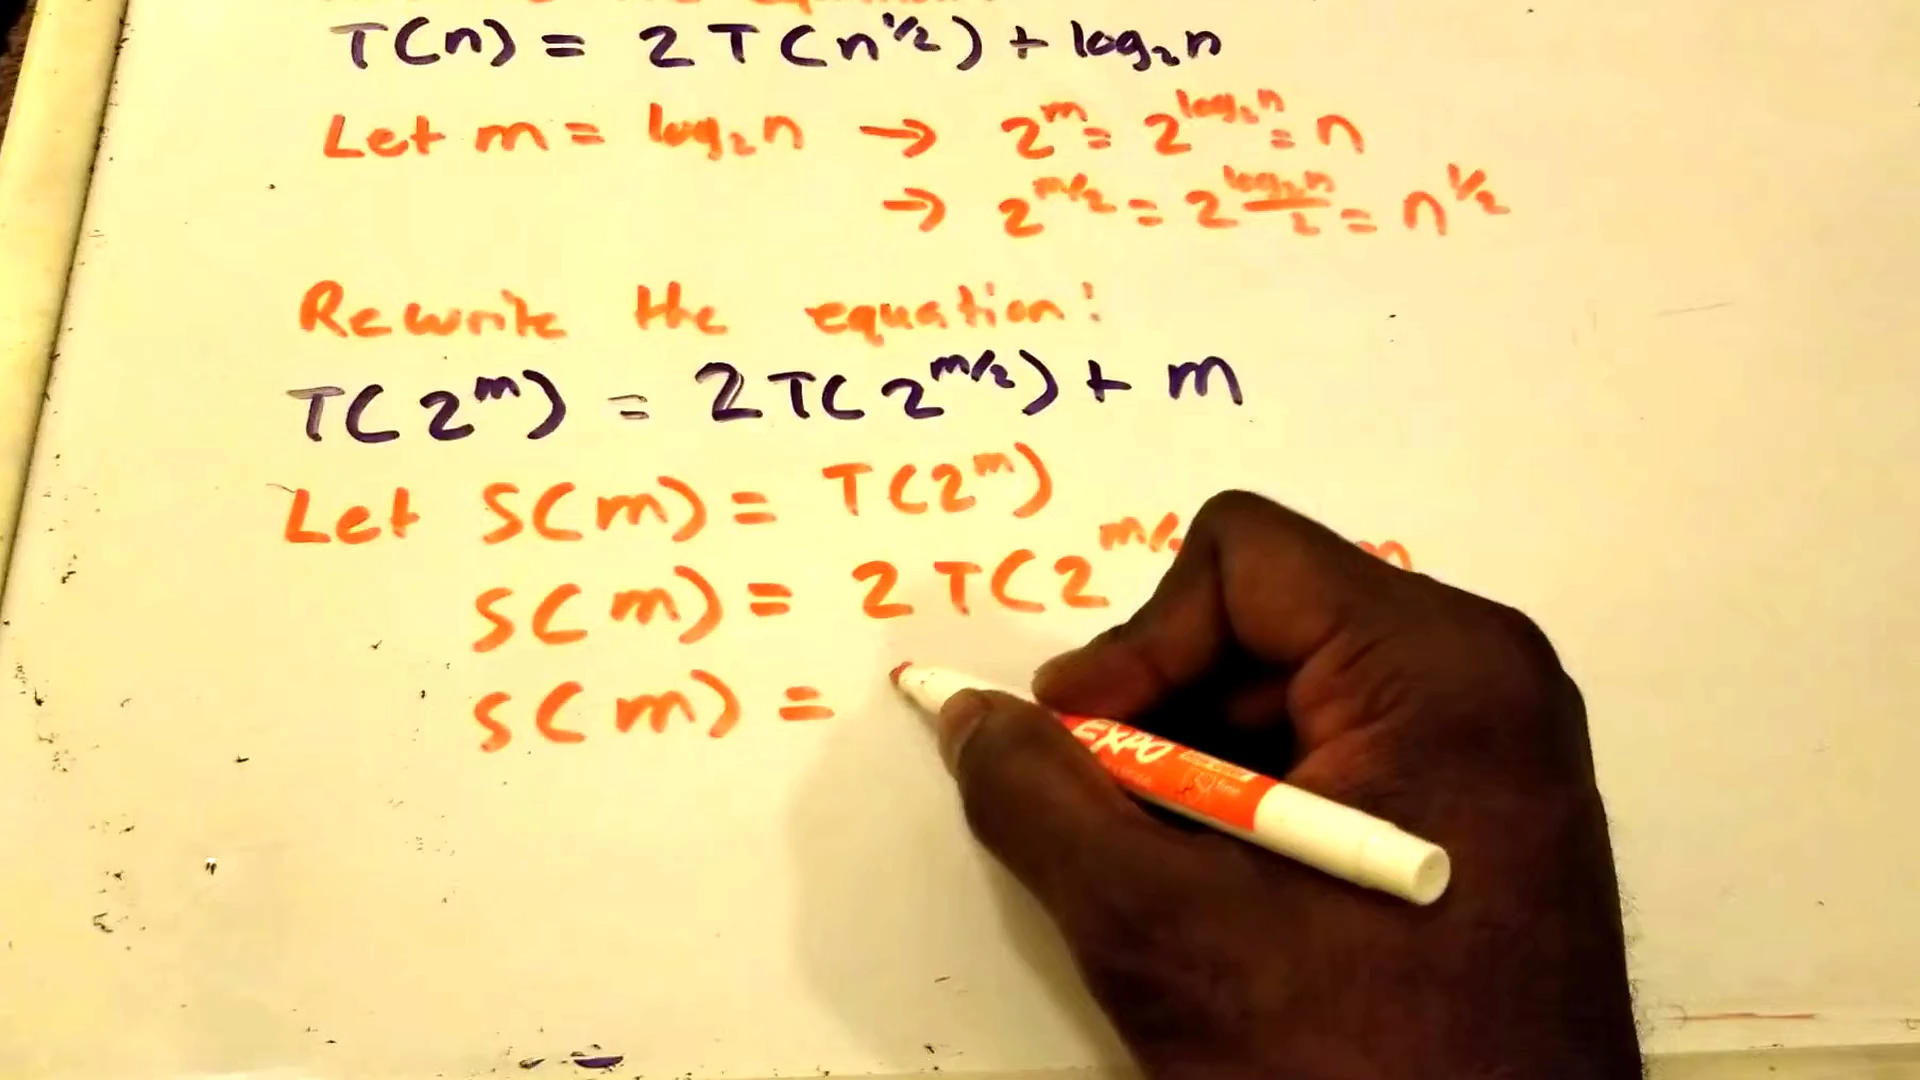 equation:
T(n) = 2T(n^1/2) + log₂n
Let m = log₂n → 2^m = 2^log₂n = n
→ 2^m/2 = 2^log₂n/2 = n^1/2
Rewrite the equation:
T(2^m) = 2T(2^m/2) + m
Let S(m) = T(2^m)
S(m) = 2T(2^m/ m
S(m) =
EXPO